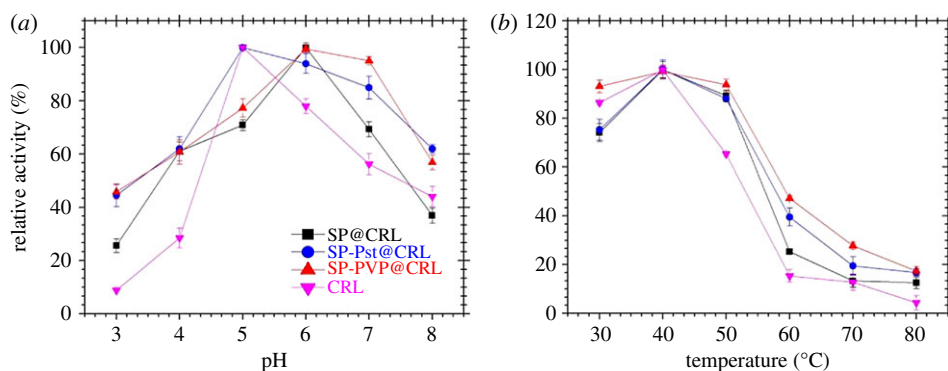 (a)
100
80
60
40
20
0
relative activity (%)
3 4 5 6 7 8
pH
SP@CRL
SP-Pst@CRL
SP-PVP@CRL
CRL
(b)
120
100
80
60
40
20
0
30 40 50 60 70 80
temperature (°C)